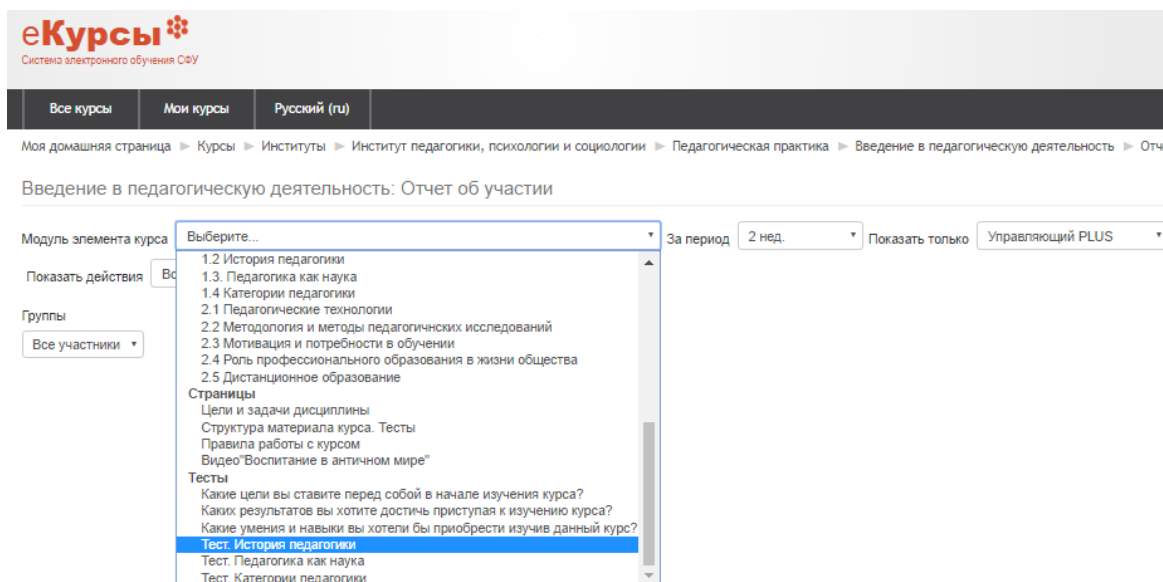 еКурсы
Система электронного обучения СФУ
Все курсы Мои курсы Русский (ru)
Моя домашняя страница ► Курсы ► Институты ► Институт педагогики, психологии и социологии ► Педагогическая практика ► Введение в педагогическую деятельность ► Отч
Введение в педагогическую деятельность: Отчет об участии
Модуль элемента курса Выберите... За период 2 нед. Показать только Управляющий PLUS
1.2 История педагогики
Показать действия Вс
1.3. Педагогика как наука
1.4 Категории педагогики
2.1 Педагогические технологии
Группы
2.2 Методология и методы педагогичнских исследований
Все участники
2.3 Мотивация и потребности в обучении
2.4 Роль профессионального образования в жизни общества
2.5 Дистанционное образование
Страницы
Цели и задачи дисциплины
Структура материала курса. Тесты
Правила работы с курсом
Видео"Воспитание в античном мире"
Тесты
Какие цели вы ставите перед собой в начале изучения курса?
Каких результатов вы хотите достичь приступая к изучению курса?
Какие умения и навыки вы хотели бы приобрести изучив данный курс?
Тест. История педагогики
Тест. Педагогика как наука
Тест. Категории педагогики